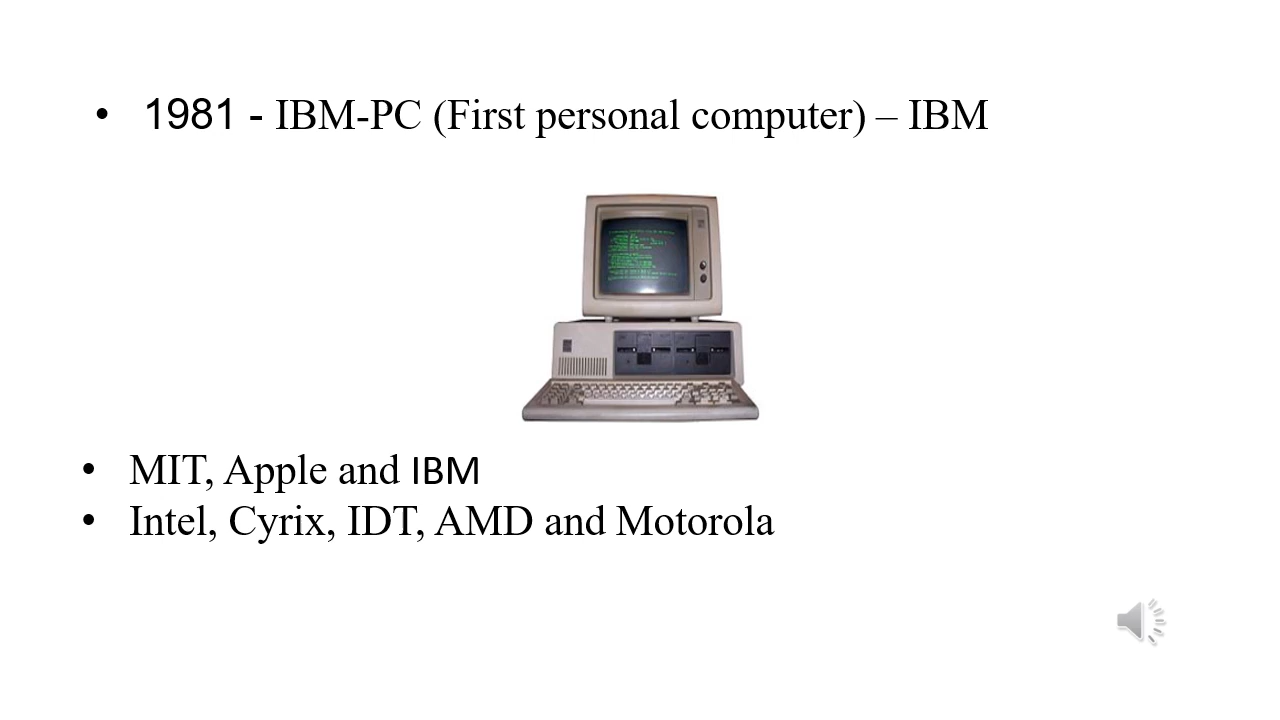 • 1981 - IBM-PC (First personal computer) – IBM
• MIT, Apple and IBM
• Intel, Cyrix, IDT, AMD and Motorola